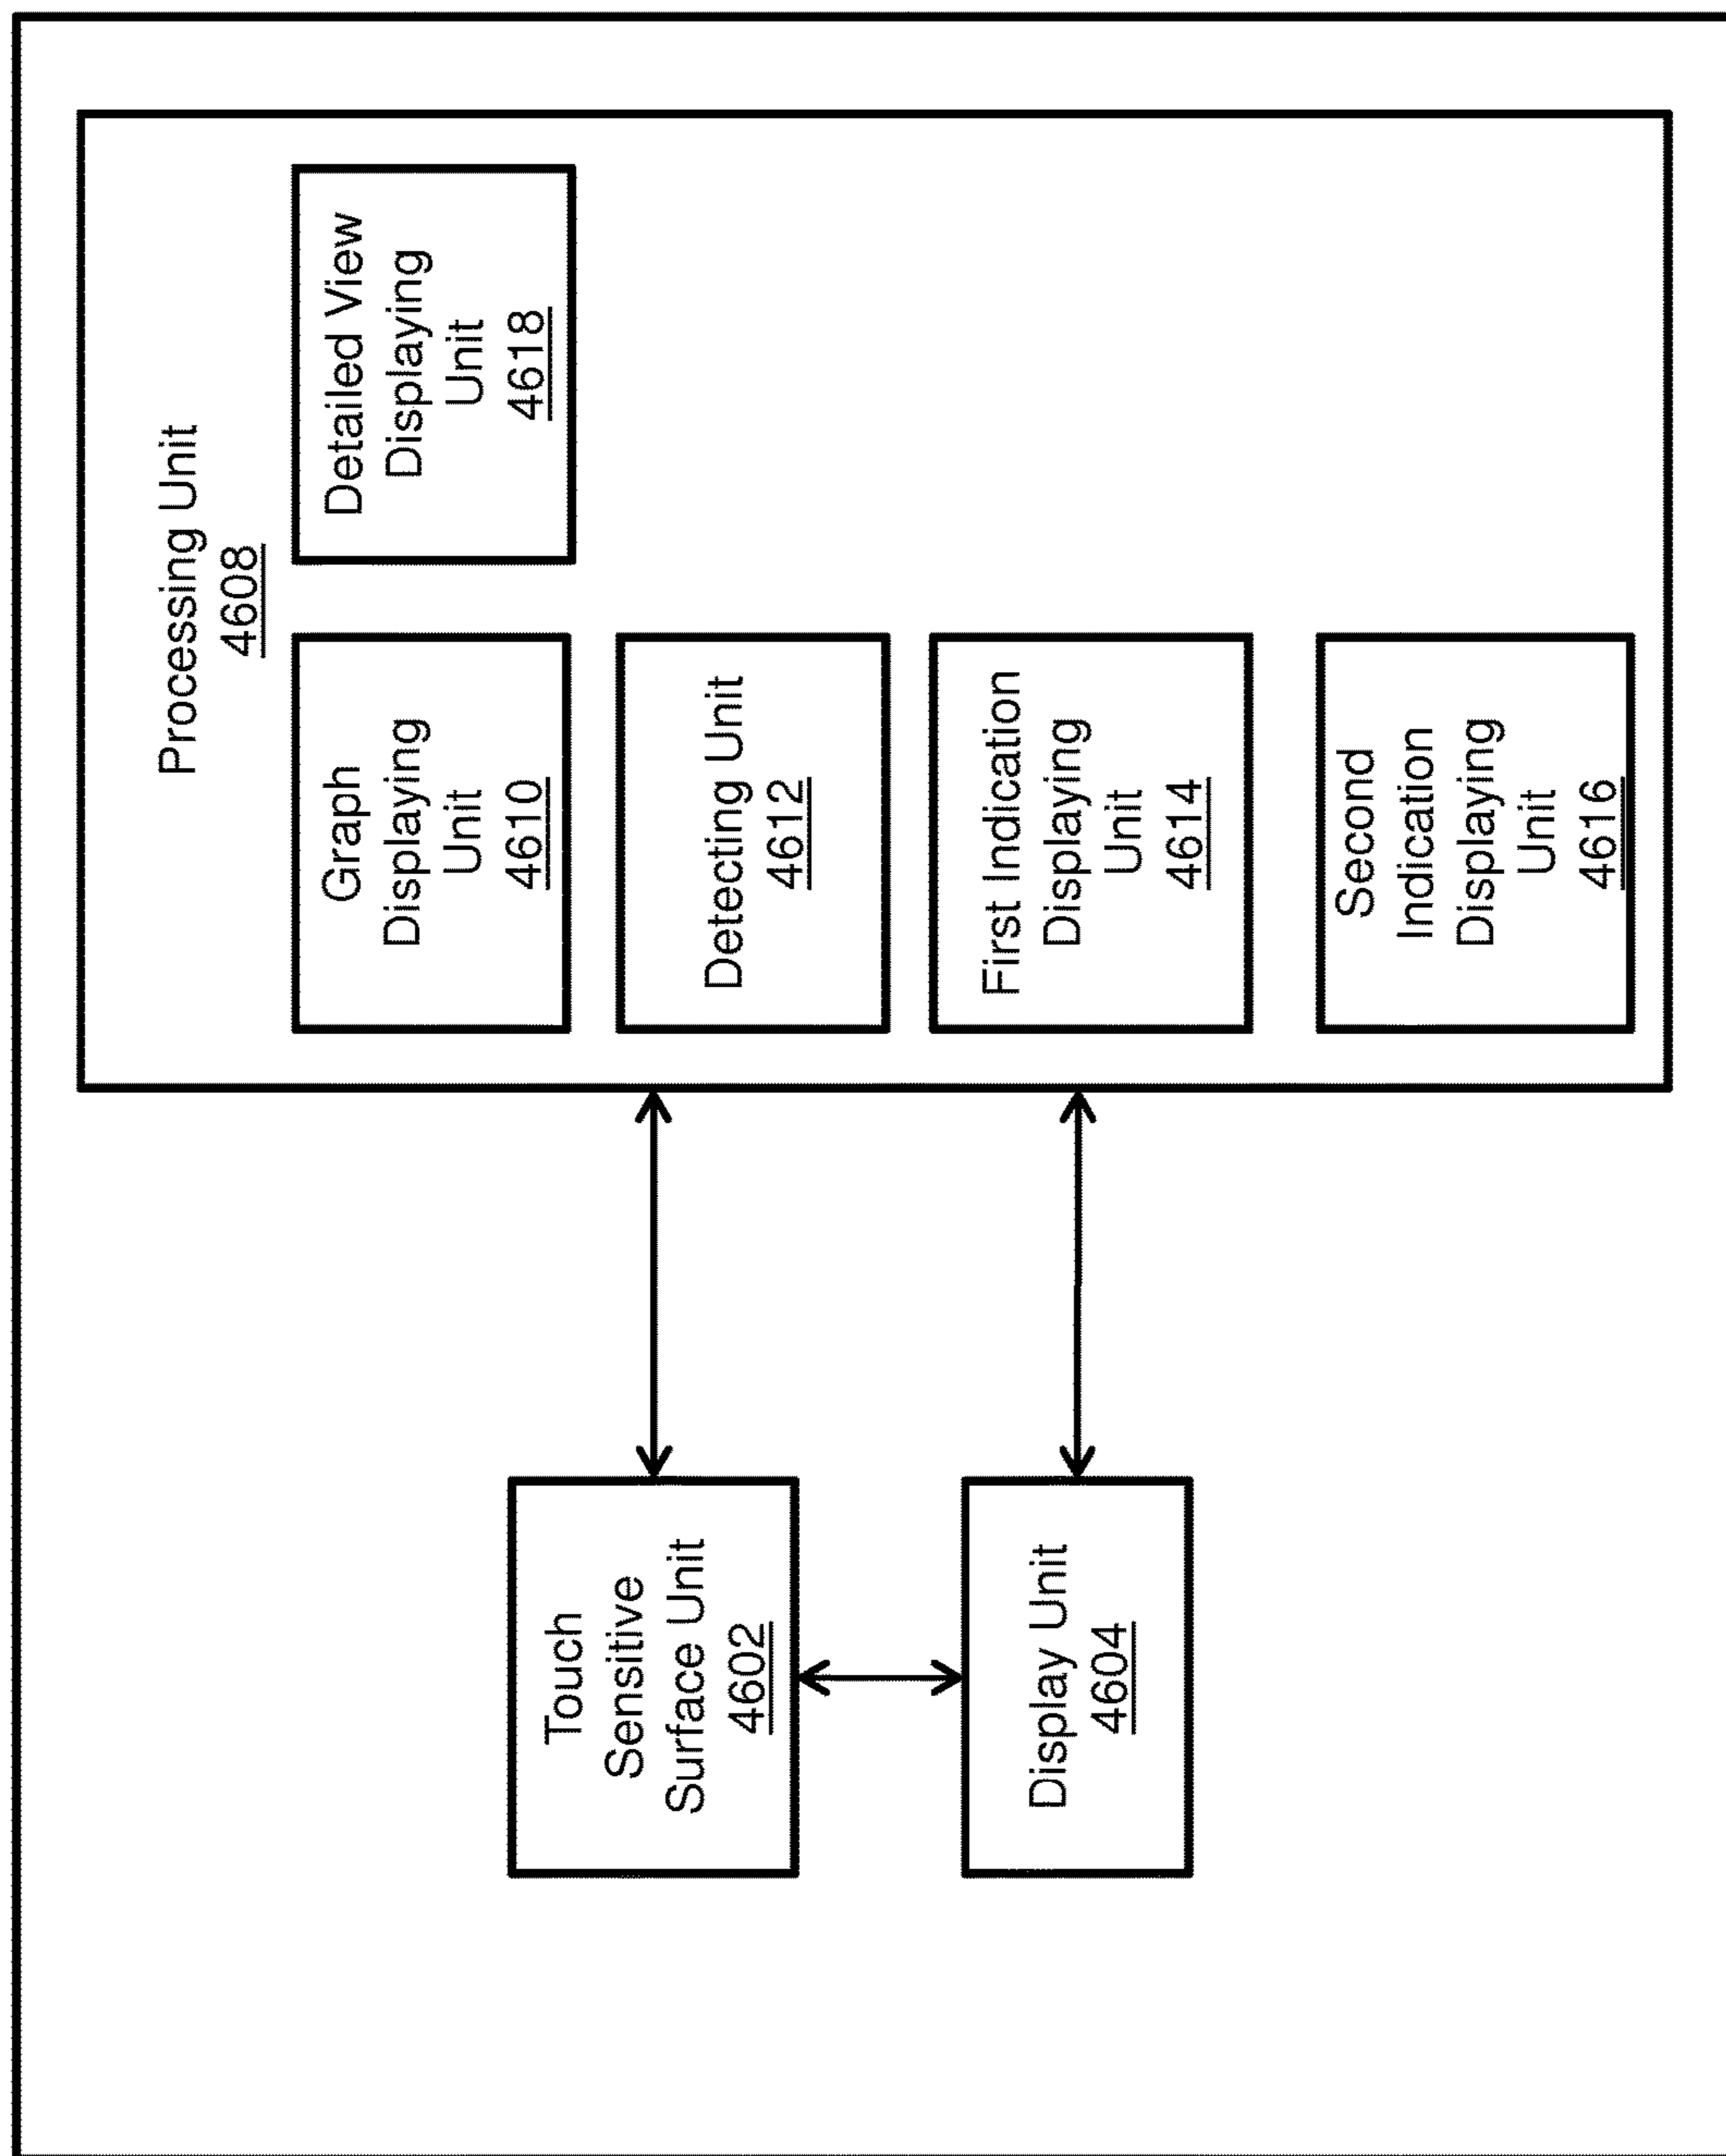 Processing Unit
4608
Graph
Displaying
Unit
4610
Detailed View
Displaying
Unit
4618
Detecting Unit
4612
First Indication
Displaying
Unit
4614
Second
Indication
Displaying
Unit
4616
Touch
Sensitive
Surface Unit
4602
Display Unit
4604